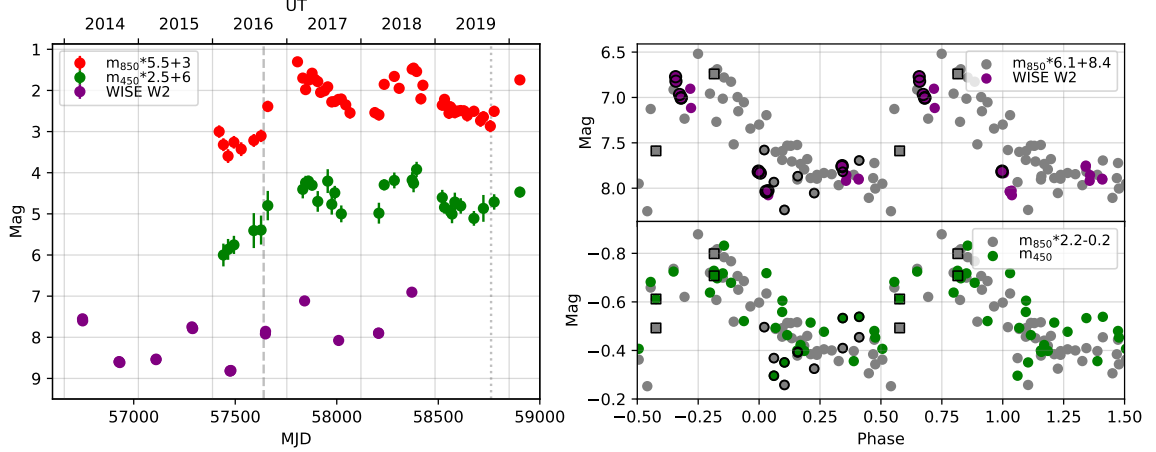 UT
2014 2015 2016 2017 2018 2019
m850*5.5+3
m450*2.5+6
WISE W2
1
2
3
4
5
6
7
8
9
Mag
57000 57500 58000 58500 59000
MJD
m850*6.1+8.4
WISE W2
6.5
7.0
7.5
8.0
Mag
m850*2.2-0.2
m450
−0.8
−0.6
−0.4
−0.2
Mag
−0.5 −0.25 0.00 0.25 0.50 0.75 1.00 1.25 1.50
Phase